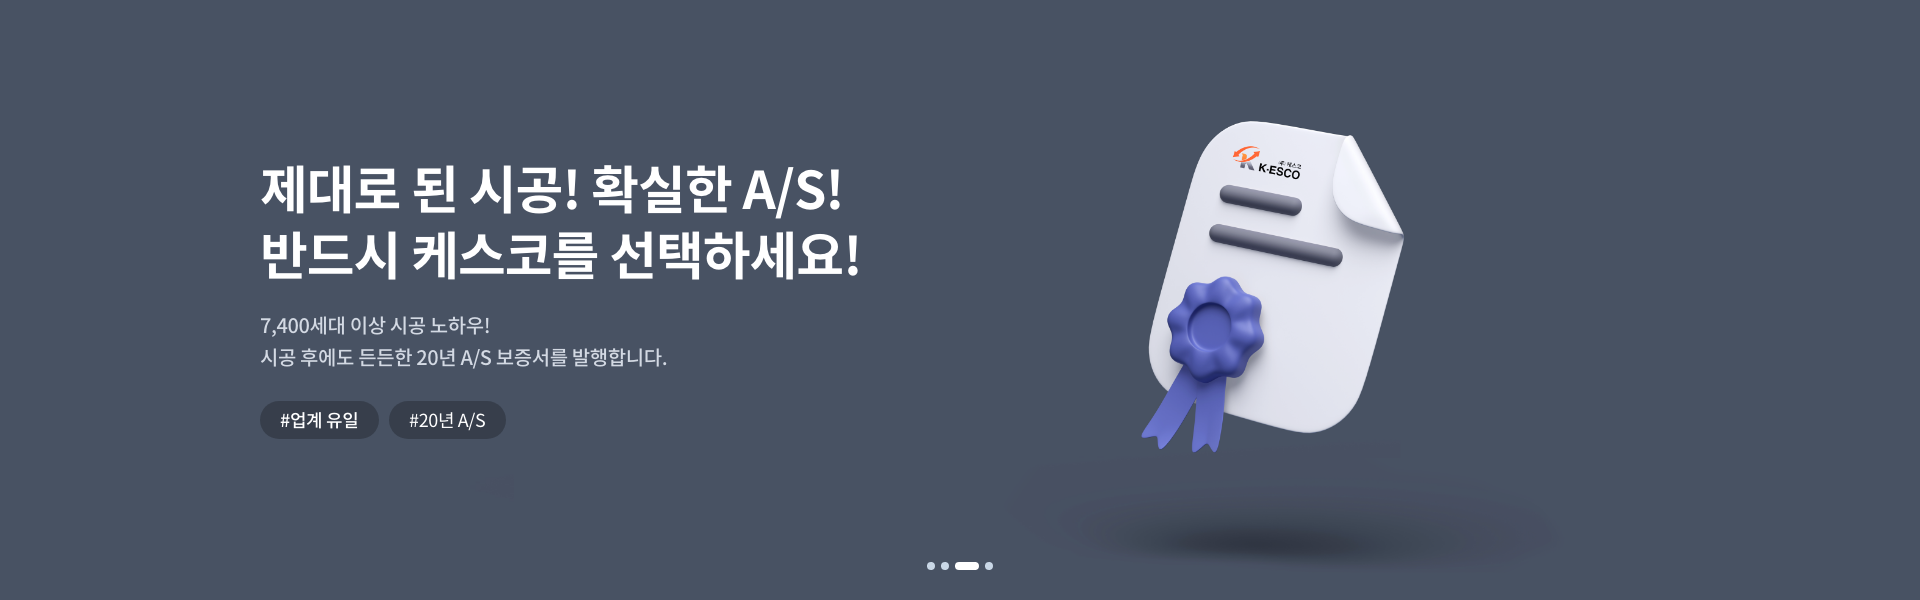 제대로 된 시공! 확실한 A/S!
반드시 케스코를 선택하세요!
7,400세대 이상 시공 노하우!
시공 후에도 든든한 20년 A/S 보증서를 발행합니다.
#업계 유일
#20년 A/S
케스코
K-ESCO